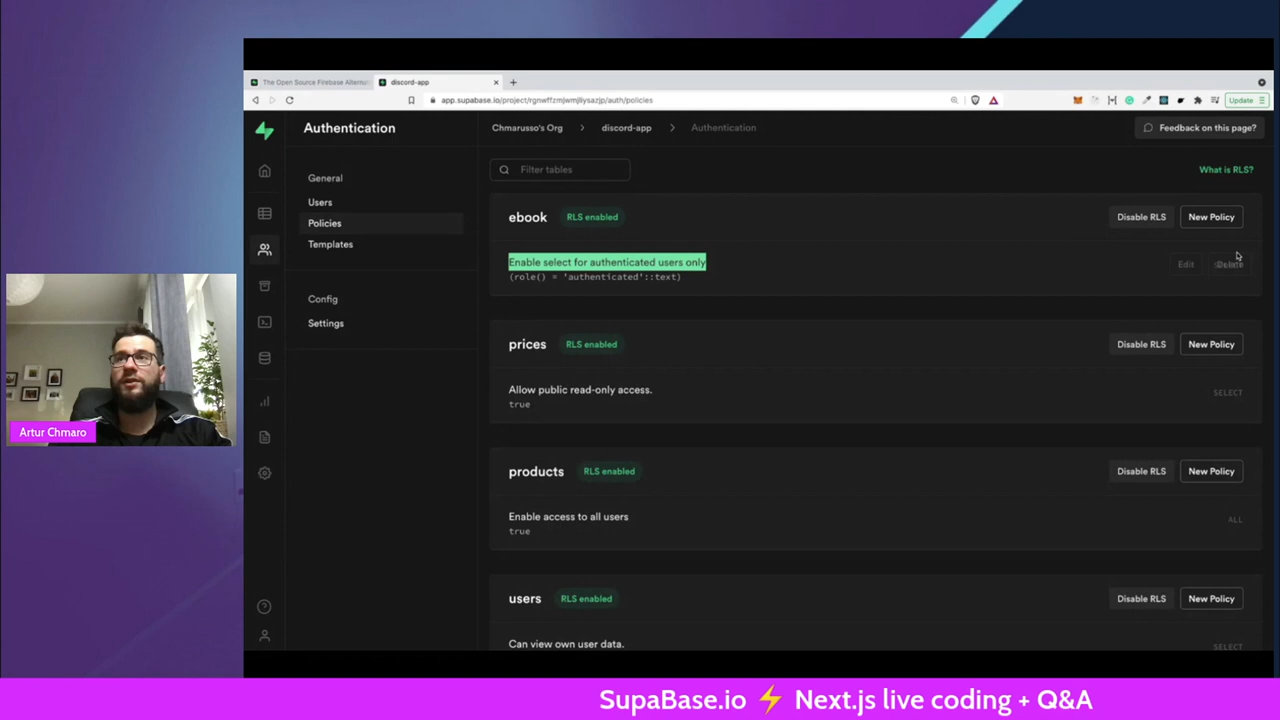 The Open Source Firebase Alternat
discord-app
app.supabase.io/project/rgnwffzmjwmjllysazjp/auth/policies
Update
Authentication
Chmarusso's Org
discord-app
Authentication
Feedback on this page?
General
Users
Policies
Templates
Config
Settings
Filter tables
What is RLS?
ebook
RLS enabled
Disable RLS
New Policy
Enable select for authenticated users only
(role() = 'authenticated'::text)
Edit
Delete
prices
RLS enabled
Disable RLS
New Policy
Allow public read-only access.
true
SELECT
products
RLS enabled
Disable RLS
New Policy
Enable access to all users
true
ALL
users
RLS enabled
Disable RLS
New Policy
Can view own user data.
SELECT
Artur Chmaro
SupaBase.io ⚡ Next.js live coding + Q&A